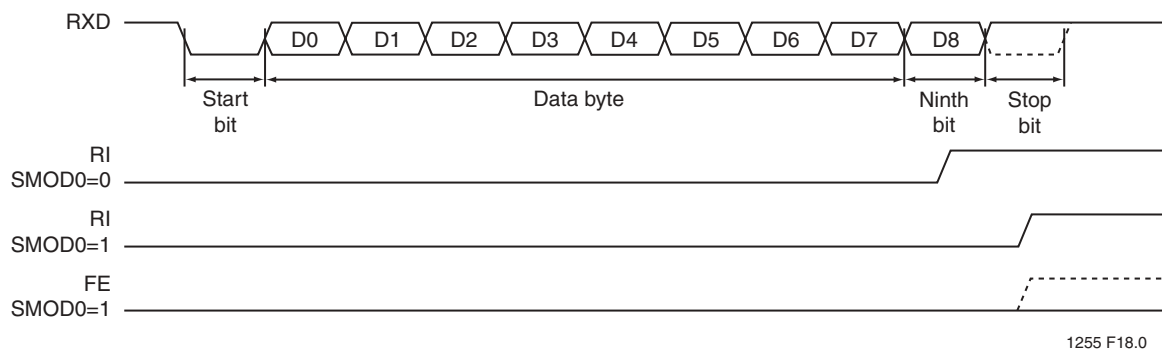 RXD
D0 D1 D2 D3 D4 D5 D6 D7 D8
Start bit
Data byte
Ninth bit
Stop bit
RI
SMOD0=0
RI
SMOD0=1
FE
SMOD0=1
1255 F18.0